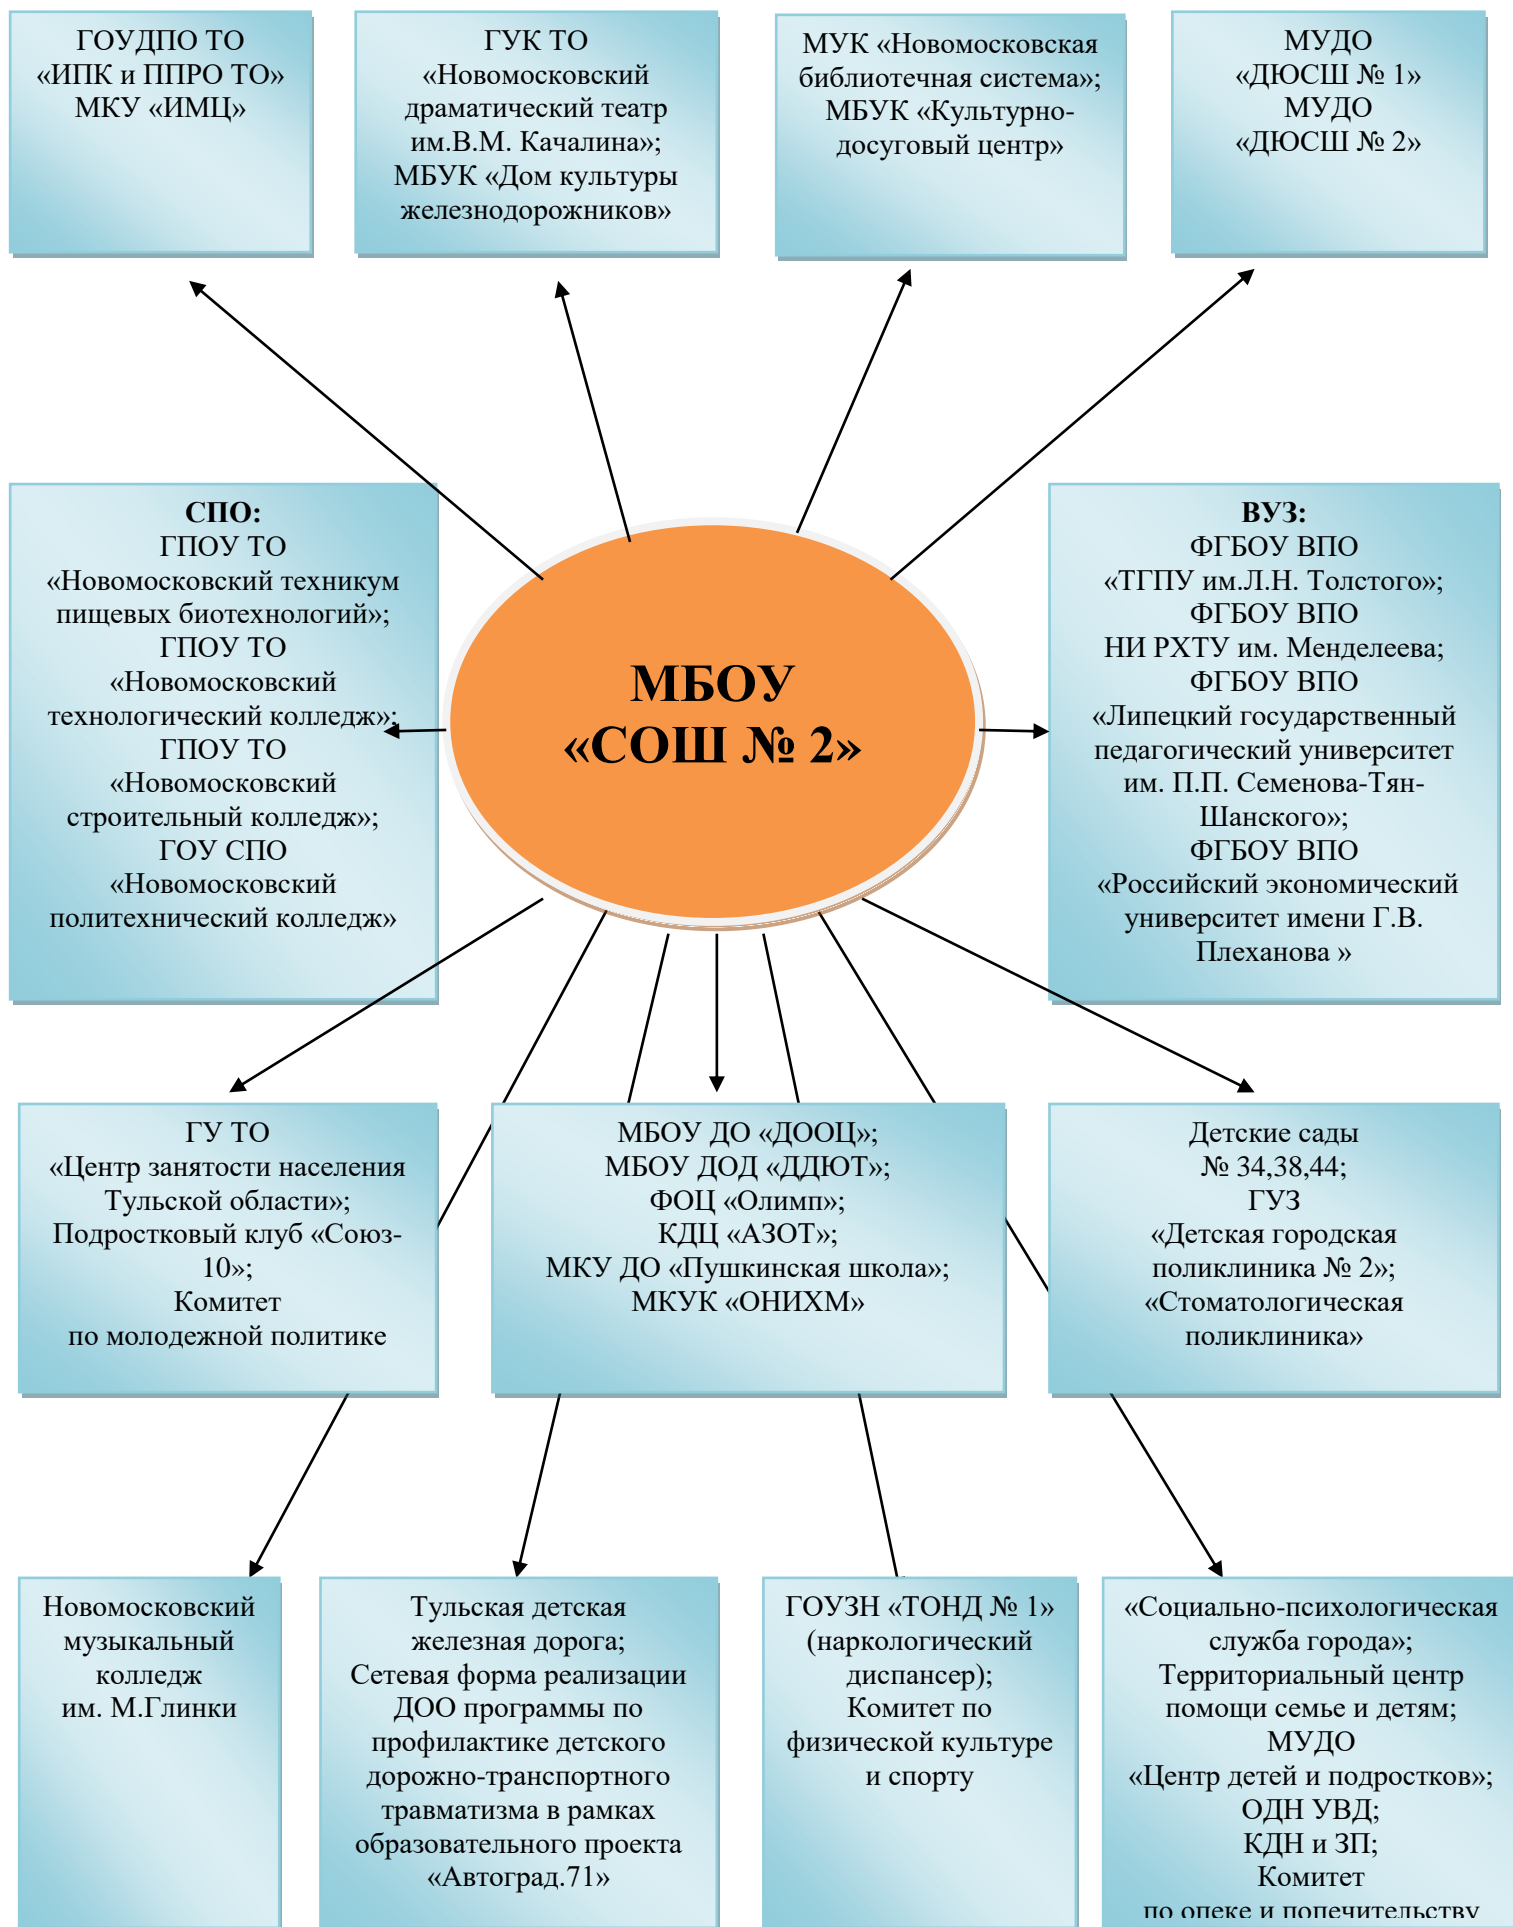 ГОУДПО ТО
«ИПК и ППРО ТО»
МКУ «ИМЦ»
ГУК ТО
«Новомосковский
драматический театр
им.В.М. Качалина»;
МБУК «Дом культуры
железнодорожников»
МУК «Новомосковская
библиотечная система»;
МБУК «Культурно-
досуговый центр»
МУДО
«ДЮСШ № 1»
МУДО
«ДЮСШ № 2»
СПО:
ГПОУ ТО
«Новомосковский техникум
пищевых биотехнологий»;
ГПОУ ТО
«Новомосковский
технологический колледж»;
ГПОУ ТО
«Новомосковский
строительный колледж»;
ГОУ СПО
«Новомосковский
политехнический колледж»
МБОУ
«СОШ № 2»
ВУЗ:
ФГБОУ ВПО
«ТГПУ им.Л.Н. Толстого»;
ФГБОУ ВПО
НИ РХТУ им. Менделеева;
ФГБОУ ВПО
«Липецкий государственный
педагогический университет
им. П.П. Семенова-Тян-
Шанского»;
ФГБОУ ВПО
«Российский экономический
университет имени Г.В.
Плеханова »
ГУ ТО
«Центр занятости населения
Тульской области»;
Подростковый клуб «Союз-
10»;
Комитет
по молодежной политике
МБОУ ДО «ДООЦ»;
МБОУ ДОД «ДДЮТ»;
ФОЦ «Олимп»;
КДЦ «АЗОТ»;
МКУ ДО «Пушкинская школа»;
МКУК «ОНИХМ»
Детские сады
№ 34,38,44;
ГУЗ
«Детская городская
поликлиника № 2»;
«Стоматологическая
поликлиника»
Новомосковский
музыкальный
колледж
им. М.Глинки
Тульская детская
железная дорога;
Сетевая форма реализации
ДОО программы по
профилактике детского
дорожно-транспортного
травматизма в рамках
образовательного проекта
«Автоград.71»
ГОУЗН «ТОНД № 1»
(наркологический
диспансер);
Комитет по
физической культуре
и спорту
«Социально-психологическая
служба города»;
Территориальный центр
помощи семье и детям;
МУДО
«Центр детей и подростков»;
ОДН УВД;
КДН и ЗП;
Комитет
по опеке и попечительству